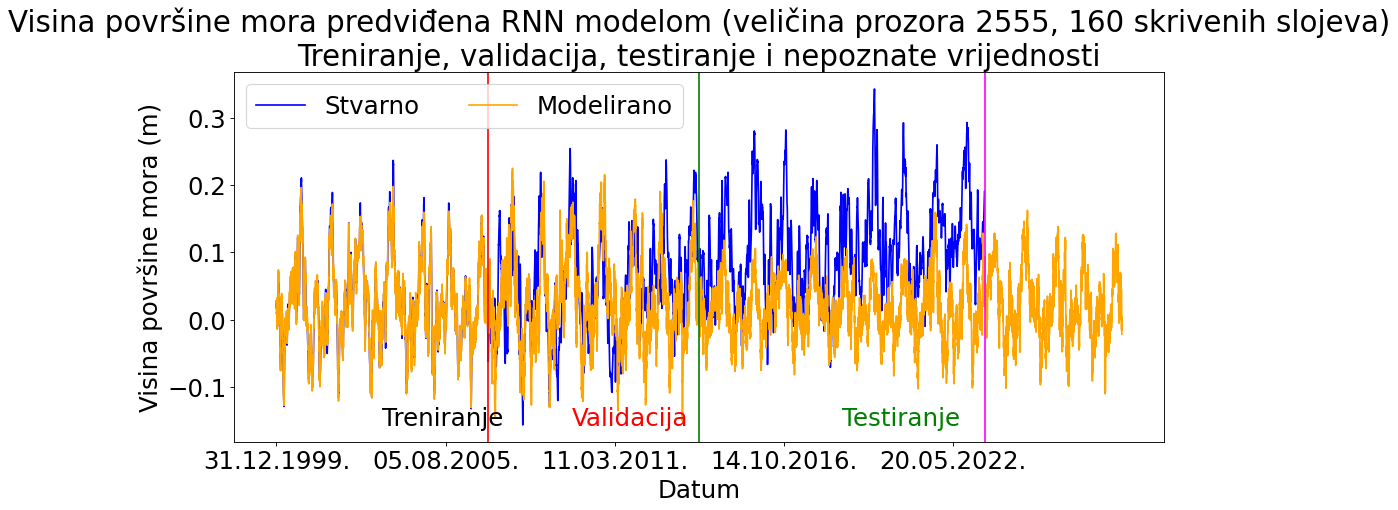 Visina površine mora predviđena RNN modelom (veličina prozora 2555, 160 skrivenih slojeva)
Treniranje, validacija, testiranje i nepoznate vrijednosti
Stvarno
Modelirano
Visina površine mora (m)
0.3
0.2
0.1
0.0
−0.1
Treniranje
Validacija
Testiranje
31.12.1999.
05.08.2005.
11.03.2011.
14.10.2016.
20.05.2022.
Datum